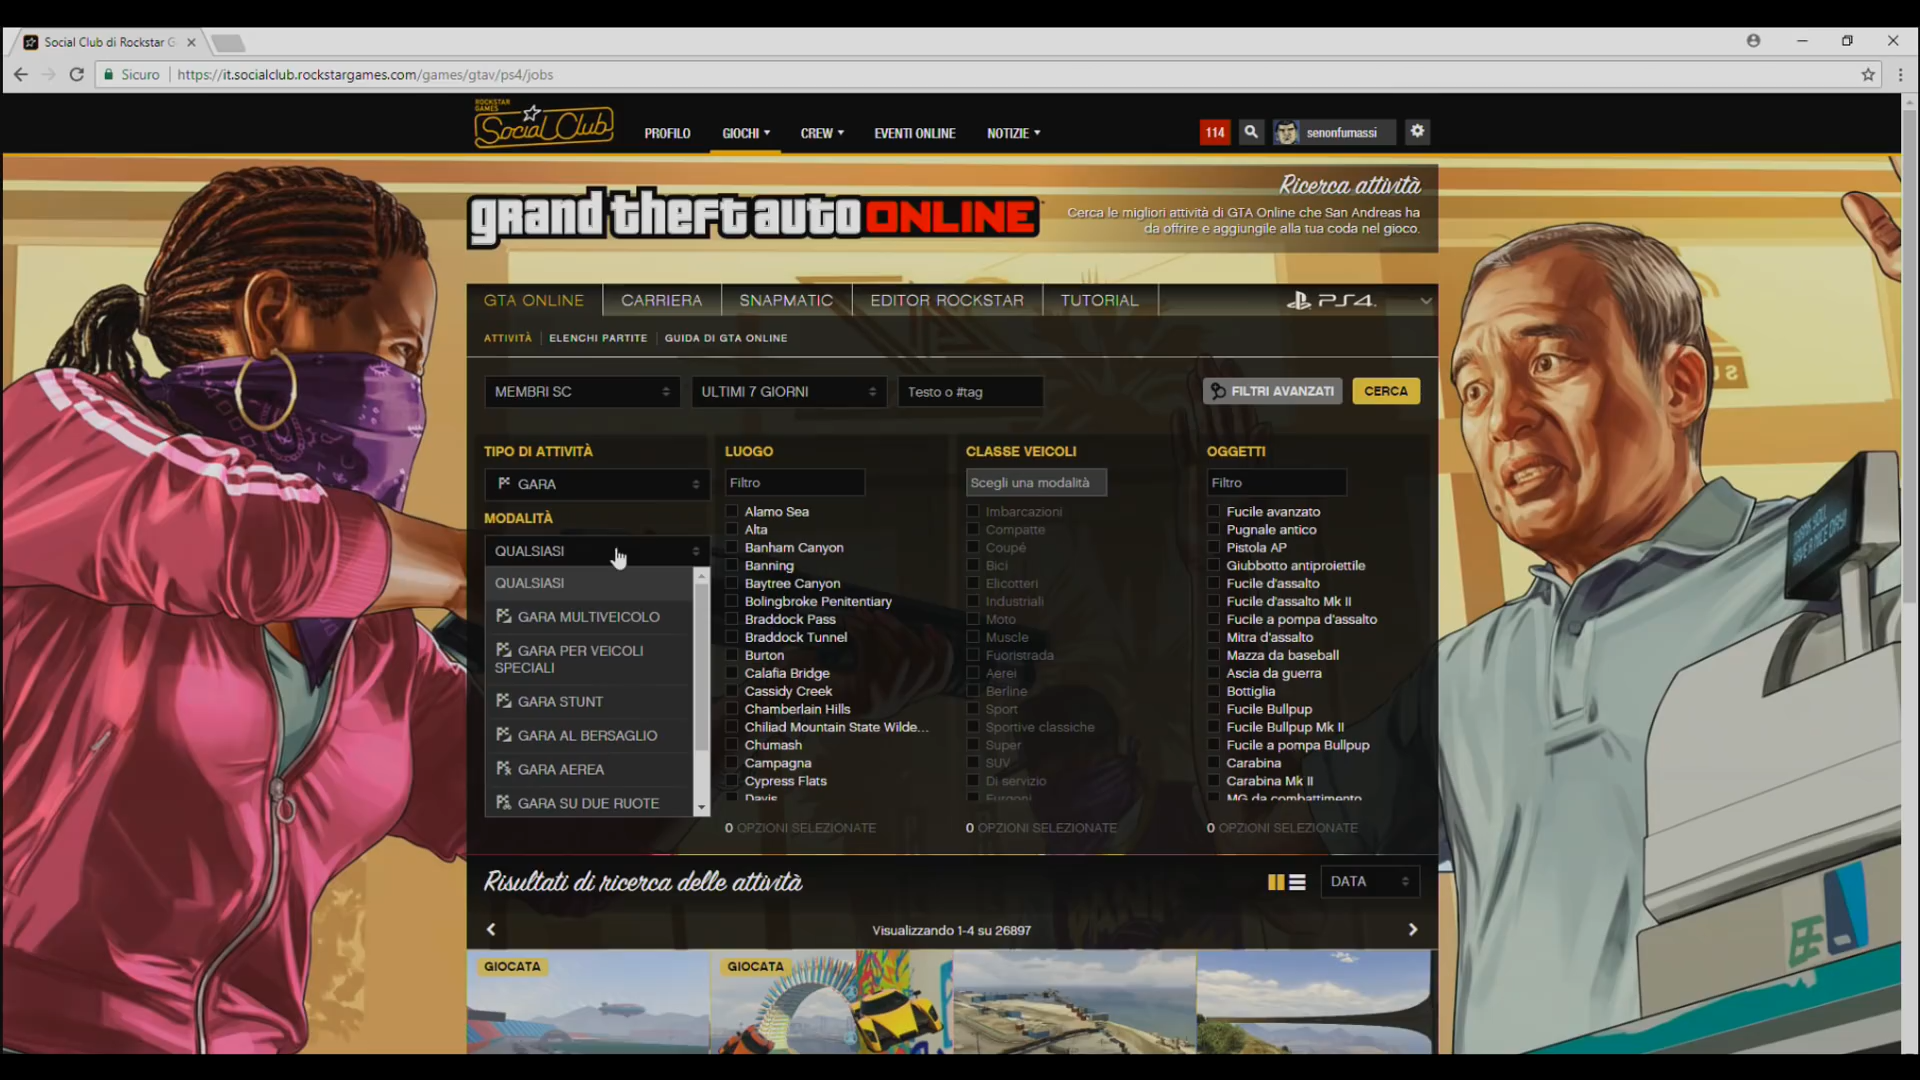 Social Club di Rockstar G
Sicuro
https://it.socialclub.rockstargames.com/games/gtav/ps4/jobs
ROCKSTAR GAMES
Social Club
PROFILO
GIOCHI
CREW
EVENTI ONLINE
NOTIZIE
114
senonfumassi
grand theft auto ONLINE
Ricerca attività
Cerca le migliori attività di GTA Online che San Andreas ha
da offrire e aggiungile alla tua coda nel gioco.
GTA ONLINE
CARRIERA
SNAPMATIC
EDITOR ROCKSTAR
TUTORIAL
PS4
ATTIVITÀ
ELENCHI PARTITE
GUIDA DI GTA ONLINE
MEMBRI SC
ULTIMI 7 GIORNI
Testo o #tag
FILTRI AVANZATI
CERCA
TIPO DI ATTIVITÀ
GARA
MODALITÀ
QUALSIASI
QUALSIASI
GARA MULTIVEICOLO
GARA PER VEICOLI
SPECIALI
GARA STUNT
GARA AL BERSAGLIO
GARA AEREA
GARA SU DUE RUOTE
LUOGO
Filtro
Alamo Sea
Alta
Banham Canyon
Banning
Baytree Canyon
Bolingbroke Penitentiary
Braddock Pass
Braddock Tunnel
Burton
Calafia Bridge
Cassidy Creek
Chamberlain Hills
Chiliad Mountain State Wilde...
Chumash
Campagna
Cypress Flats
Davis
0 OPZIONI SELEZIONATE
CLASSE VEICOLI
Scegli una modalità
Imbarcazioni
Compatte
Coupé
Bici
Elicotteri
Industriali
Moto
Muscle
Fuoristrada
Aerei
Berline
Sport
Sportive classiche
Super
SUV
Di servizio
Furgoni
0 OPZIONI SELEZIONATE
OGGETTI
Filtro
Fucile avanzato
Pugnale antico
Pistola AP
Giubbotto antiproiettile
Fucile d'assalto
Fucile d'assalto Mk II
Fucile a pompa d'assalto
Mitra d'assalto
Mazza da baseball
Ascia da guerra
Bottiglia
Fucile Bullpup
Fucile Bullpup Mk II
Fucile a pompa Bullpup
Carabina
Carabina Mk II
MG da combattimento
0 OPZIONI SELEZIONATE
Risultati di ricerca delle attività
DATA
Visualizzando 1-4 su 26897
GIOCATA
GIOCATA